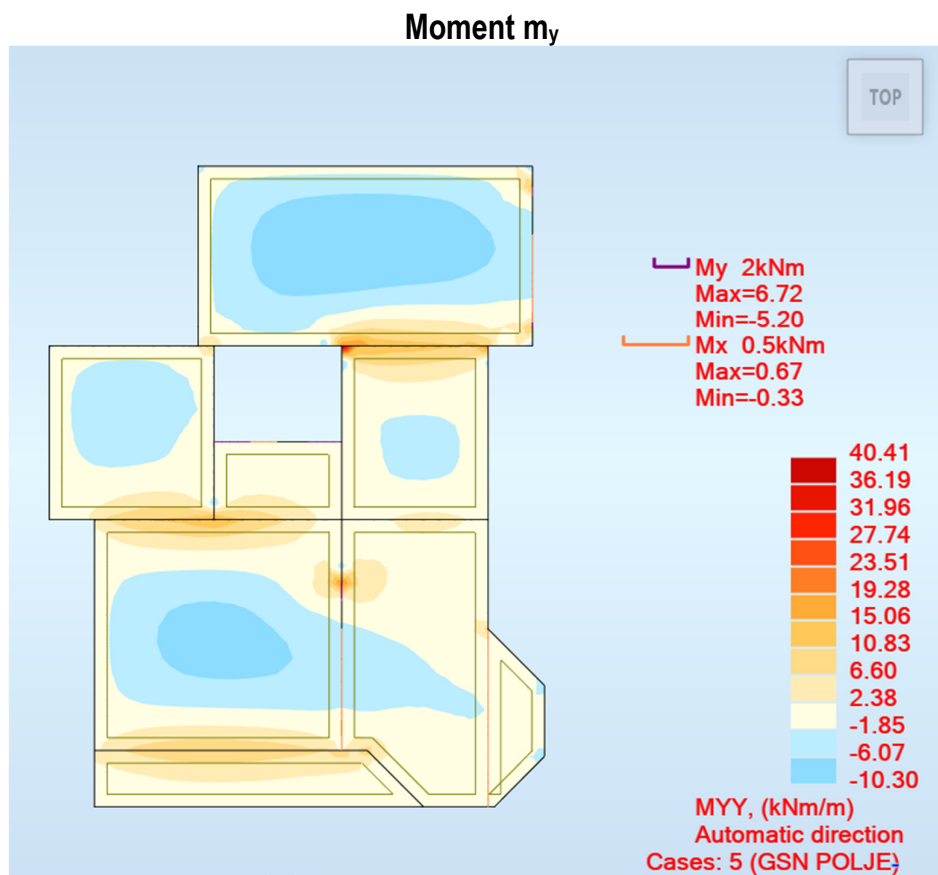 Moment my
TOP
My 2kNm
Max=6.72
Min=-5.20
Mx 0.5kNm
Max=0.67
Min=-0.33
40.41
36.19
31.96
27.74
23.51
19.28
15.06
10.83
6.60
2.38
-1.85
-6.07
-10.30
MYY, (kNm/m)
Automatic direction
Cases: 5 (GSN POLJE)